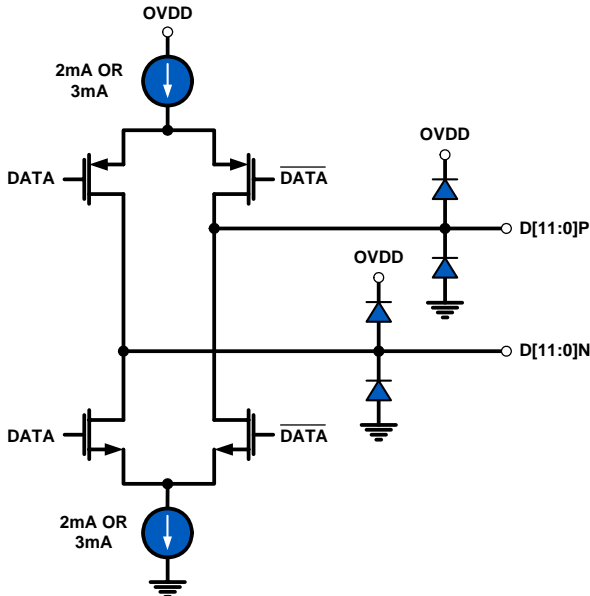 OVDD
2mA OR
3mA
OVDD
DATA
DATA
D[11:0]P
OVDD
D[11:0]N
DATA
DATA
2mA OR
3mA